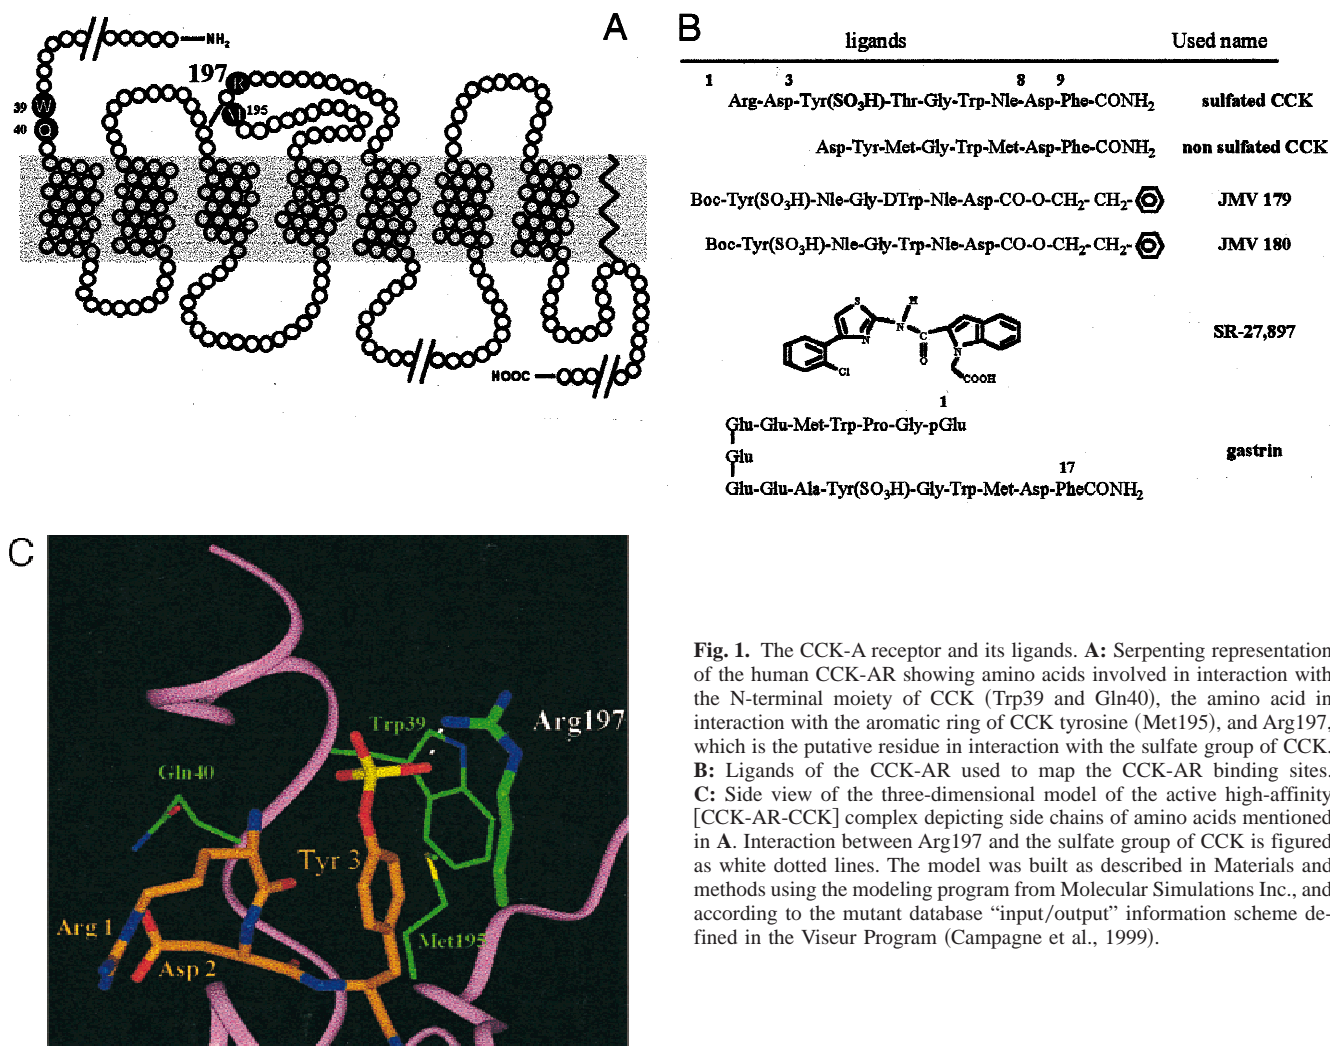 A
NH₂
197
R
195
39 W
40
HOOC
B
ligands
Used name
1 3 8 9
Arg-Asp-Tyr(SO₃H)-Thr-Gly-Trp-Nle-Asp-Phe-CONH₂ sulfated CCK
Asp-Tyr-Met-Gly-Trp-Met-Asp-Phe-CONH₂ non sulfated CCK
Boc-Tyr(SO₃H)-Nle-Gly-DTrp-Nle-Asp-CO-O-CH₂-CH₂- JMV 179
Boc-Tyr(SO₃H)-Nle-Gly-Trp-Nle-Asp-CO-O-CH₂-CH₂- JMV 180
S
H
N
N
C
O
N
Cl
COOH
SR-27,897
1
Glu-Glu-Met-Trp-Pro-Gly-pGlu
Glu
gastrin
17
Glu-Glu-Ala-Tyr(SO₃H)-Gly-Trp-Met-Asp-PheCONH₂
C
Trp39
Arg197
Gln40
Tyr 3
Arg 1
Met195
Asp 2
Fig. 1. The CCK-A receptor and its ligands. A: Serpenting representation
of the human CCK-AR showing amino acids involved in interaction with
the N-terminal moiety of CCK (Trp39 and Gln40), the amino acid in
interaction with the aromatic ring of CCK tyrosine (Met195), and Arg197,
which is the putative residue in interaction with the sulfate group of CCK.
B: Ligands of the CCK-AR used to map the CCK-AR binding sites.
C: Side view of the three-dimensional model of the active high-affinity
[CCK-AR-CCK] complex depicting side chains of amino acids mentioned
in A. Interaction between Arg197 and the sulfate group of CCK is figured
as white dotted lines. The model was built as described in Materials and
methods using the modeling program from Molecular Simulations Inc., and
according to the mutant database “input/output” information scheme de-
fined in the Viseur Program (Campagne et al., 1999).